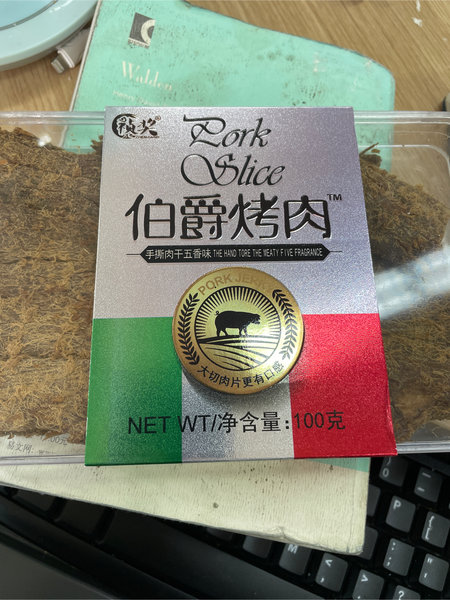 Walden
Pork
Slice
伯爵烤肉™
手撕肉干五香味 THE HAND TORE THE MEATY FIVE FRAGRANCE
PORK JERKY
大切肉片更有口感
NET WT/净含量:100克